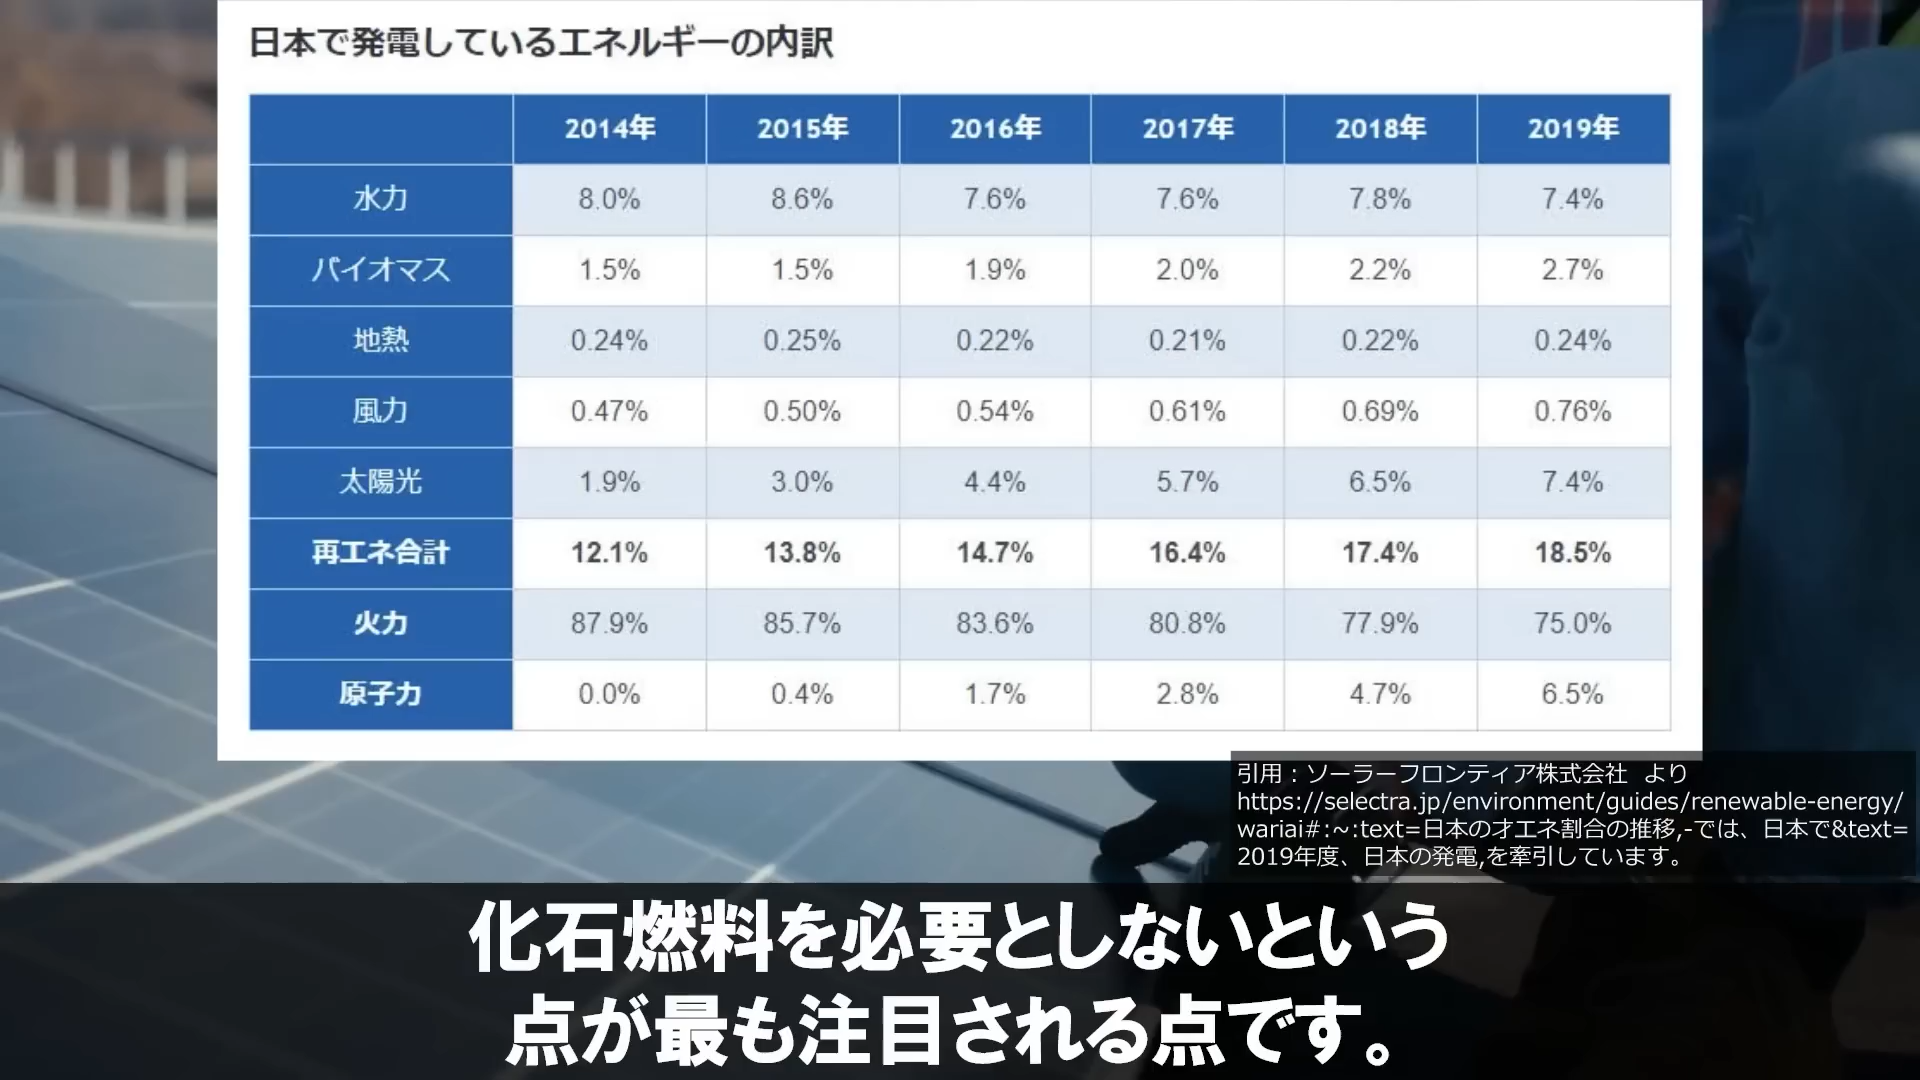 日本で発電しているエネルギーの内訳
2014年 2015年 2016年 2017年 2018年 2019年
水力 8.0% 8.6% 7.6% 7.6% 7.8% 7.4%
バイオマス 1.5% 1.5% 1.9% 2.0% 2.2% 2.7%
地熱 0.24% 0.25% 0.22% 0.21% 0.22% 0.24%
風力 0.47% 0.50% 0.54% 0.61% 0.69% 0.76%
太陽光 1.9% 3.0% 4.4% 5.7% 6.5% 7.4%
再エネ合計 12.1% 13.8% 14.7% 16.4% 17.4% 18.5%
火力 87.9% 85.7% 83.6% 80.8% 77.9% 75.0%
原子力 0.0% 0.4% 1.7% 2.8% 4.7% 6.5%
引用：ソーラーフロンティア株式会社 より
https://selectra.jp/environment/guides/renewable-energy/
wariai#:~:text=日本の才エネ割合の推移,-では、日本で&text=
2019年度、日本の発電,を牽引しています。
化石燃料を必要としないという
点が最も注目される点です。